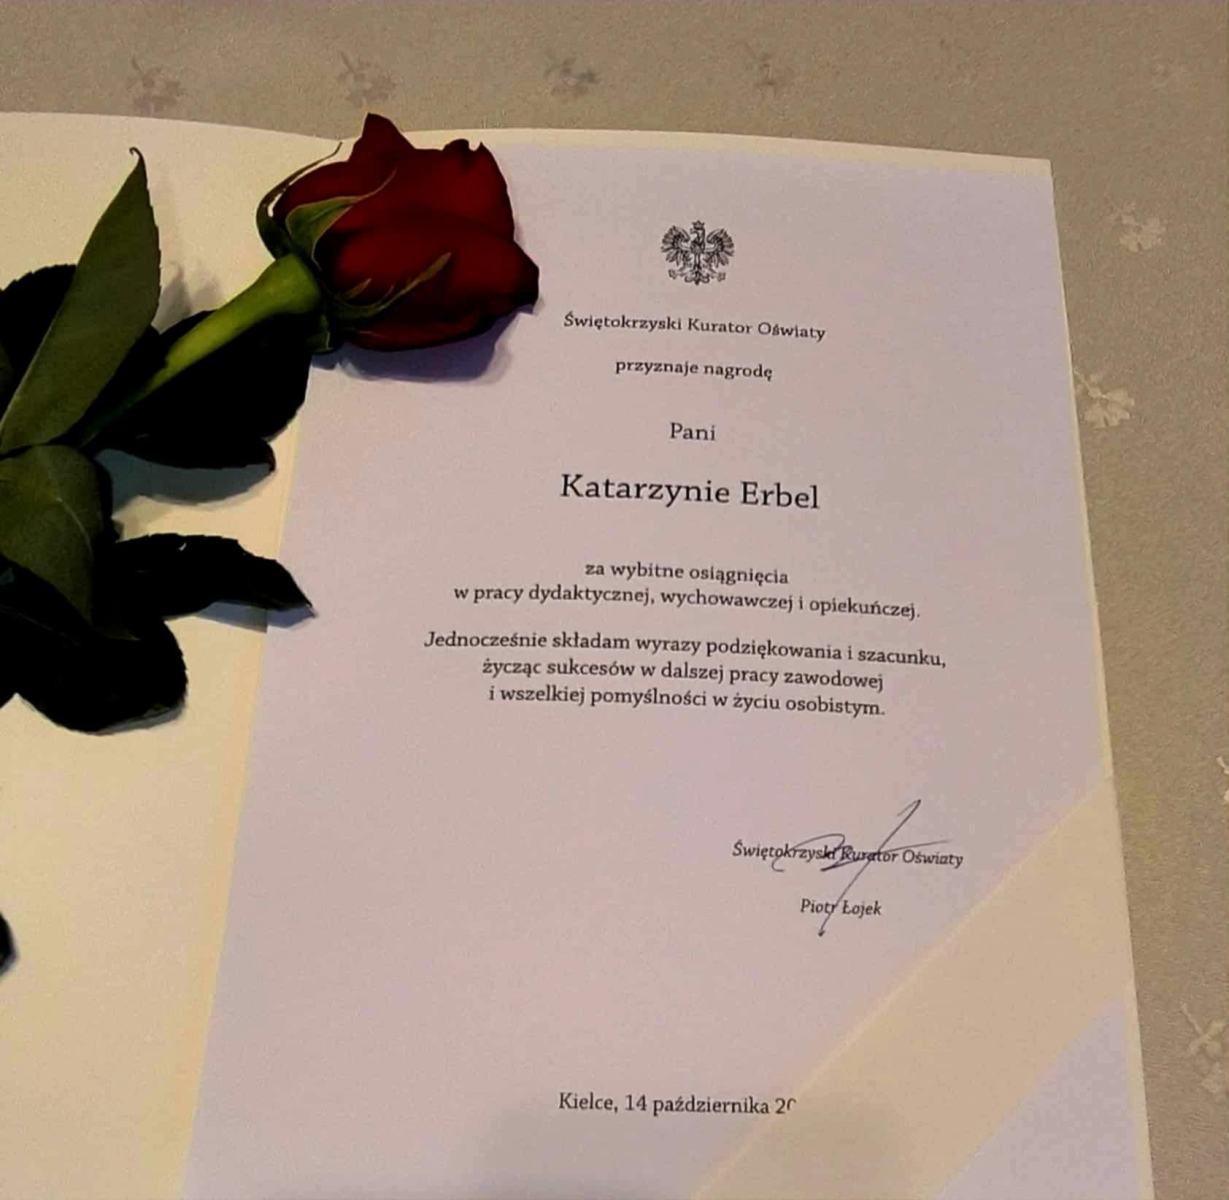 Świętokrzyski Kurator Oświaty
przyznaje nagrodę
Pani
Katarzynie Erbel
za wybitne osiągnięcia
w pracy dydaktycznej, wychowawczej i opiekuńczej.
Jednocześnie składam wyrazy podziękowania i szacunku,
życząc sukcesów w dalszej pracy zawodowej
i wszelkiej pomyślności w życiu osobistym.
Świętokrzyski Kurator Oświaty
Piotr Łojek
Kielce, 14 października